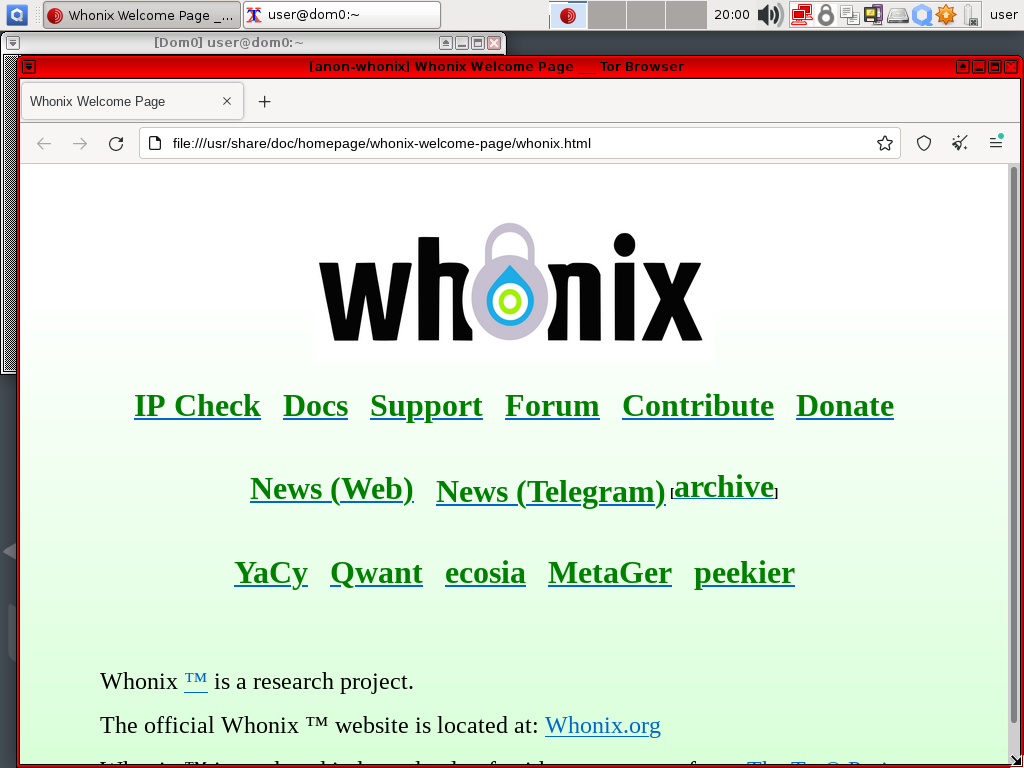 Whonix Welcome Page _...
user@dom0:~
20:00
user
[Dom0] user@dom0:~
[anon-whonix] Whonix Welcome Page __ Tor Browser
Whonix Welcome Page
file:///usr/share/doc/homepage/whonix-welcome-page/whonix.html
whonix
IP Check Docs Support Forum Contribute Donate
News (Web) News (Telegram) [archive]
YaCy Qwant ecosia MetaGer peekier
Whonix ™ is a research project.
The official Whonix ™ website is located at: Whonix.org